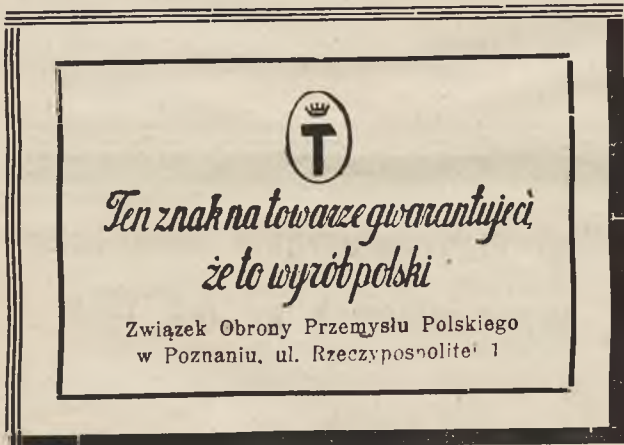 T
Ten znak na towarze gwarantuje ci,
że to wyrób polski
Związek Obrony Przemysłu Polskiego
w Poznaniu, ul. Rzeczypospolitej 1